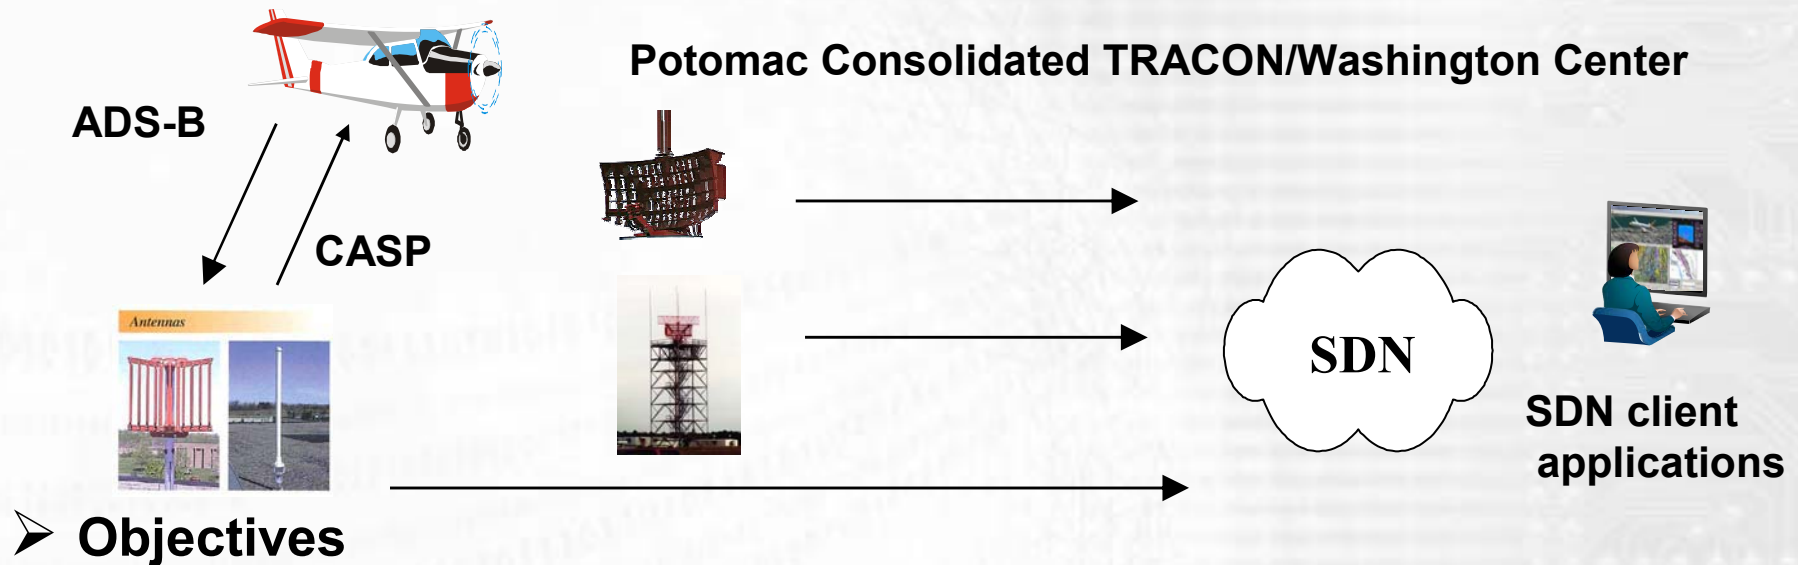 Potomac Consolidated TRACON/Washington Center
ADS-B
CASP
Antennas
SDN
SDN client
applications
➢ Objectives